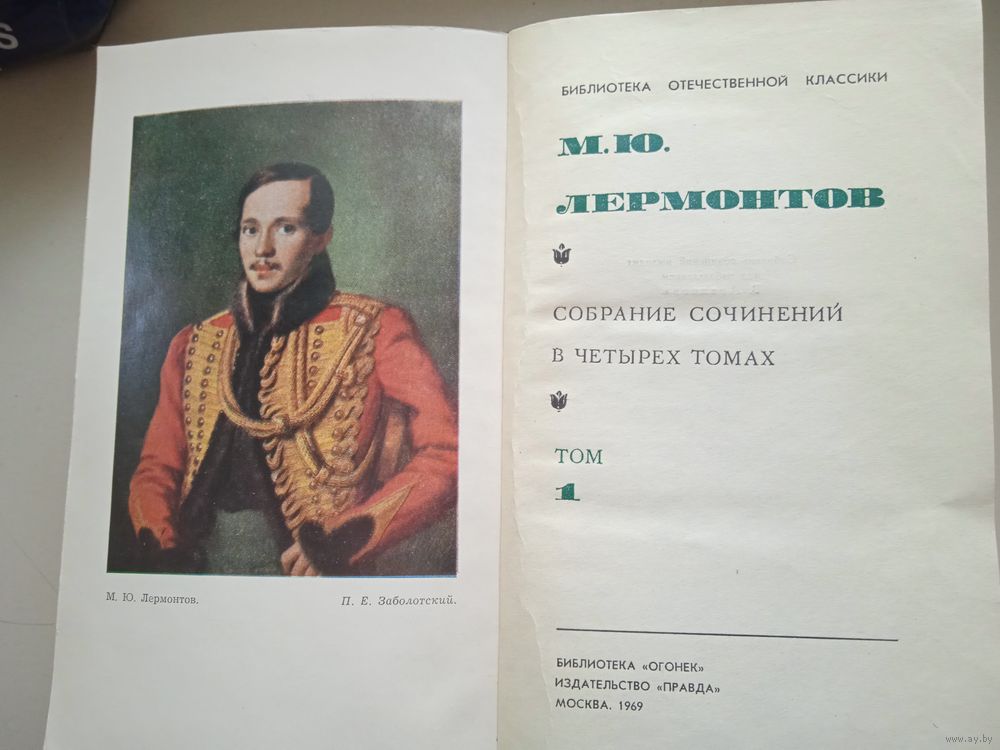 S
М. Ю. Лермонтов.
П. Е. Заболотский.
БИБЛИОТЕКА ОТЕЧЕСТВЕННОЙ КЛАССИКИ
М.Ю.
ЛЕРМОНТОВ
СОБРАНИЕ СОЧИНЕНИЙ
В ЧЕТЫРЕХ ТОМАХ
ТОМ
1
БИБЛИОТЕКА «ОГОНЕК»
ИЗДАТЕЛЬСТВО «ПРАВДА»
МОСКВА. 1969
www.ay.by